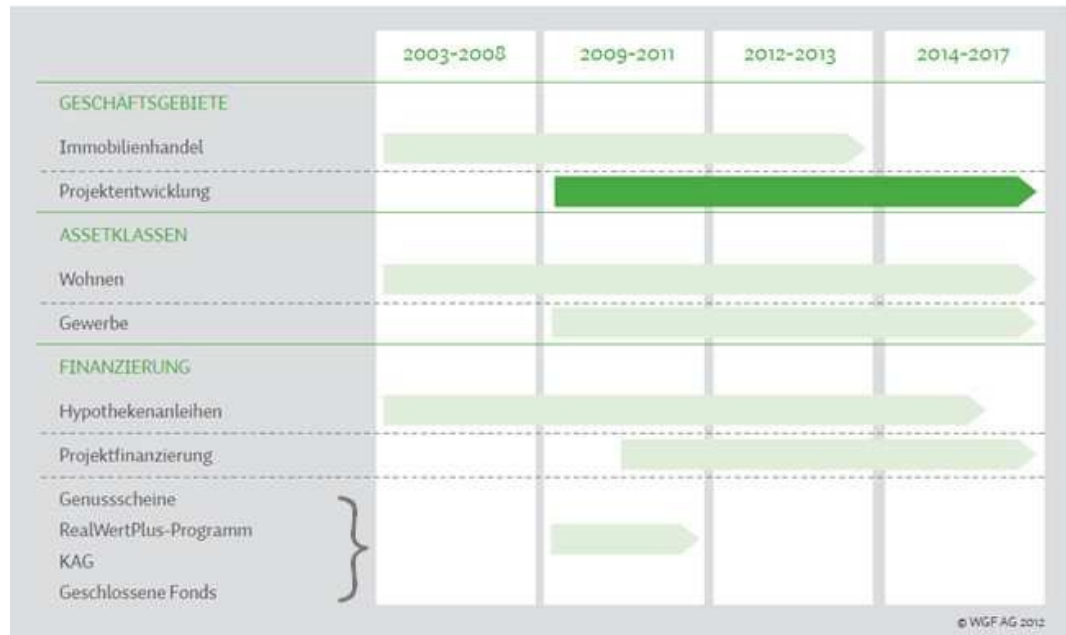 2003-2008 2009-2011 2012-2013 2014-2017
GESCHÄFTSGEBIETE
Immobilienhandel
Projektentwicklung
ASSETKLASSEN
Wohnen
Gewerbe
FINANZIERUNG
Hypothekenanleihen
Projektfinanzierung
Genussscheine
RealWertPlus-Programm
KAG
Geschlossene Fonds
© WGF AG 2012